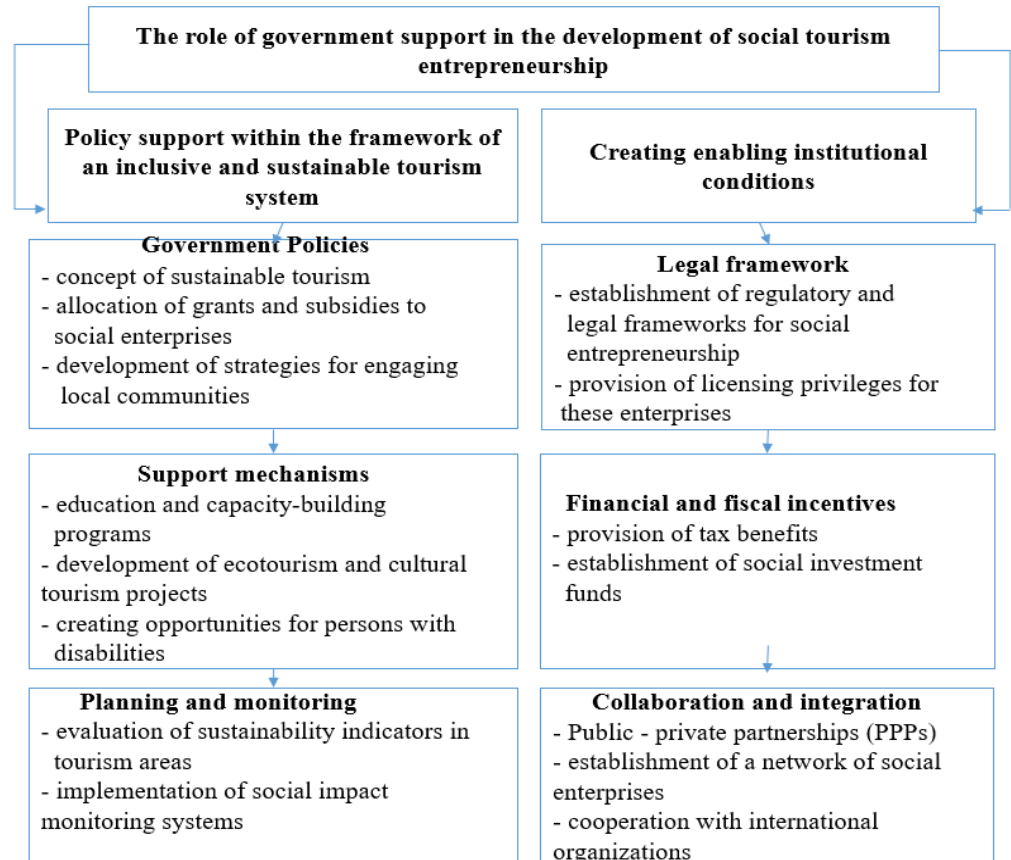 The role of government support in the development of social tourism
entrepreneurship
Policy support within the framework of
an inclusive and sustainable tourism
system
Creating enabling institutional
conditions
Government Policies
- concept of sustainable tourism
- allocation of grants and subsidies to
social enterprises
- development of strategies for engaging
local communities
Legal framework
- establishment of regulatory and
legal frameworks for social
entrepreneurship
- provision of licensing privileges for
these enterprises
Support mechanisms
- education and capacity-building
programs
- development of ecotourism and cultural
tourism projects
- creating opportunities for persons with
disabilities
Financial and fiscal incentives
- provision of tax benefits
- establishment of social investment
funds
Planning and monitoring
- evaluation of sustainability indicators in
tourism areas
- implementation of social impact
monitoring systems
Collaboration and integration
- Public - private partnerships (PPPs)
- establishment of a network of social
enterprises
- cooperation with international
organizations